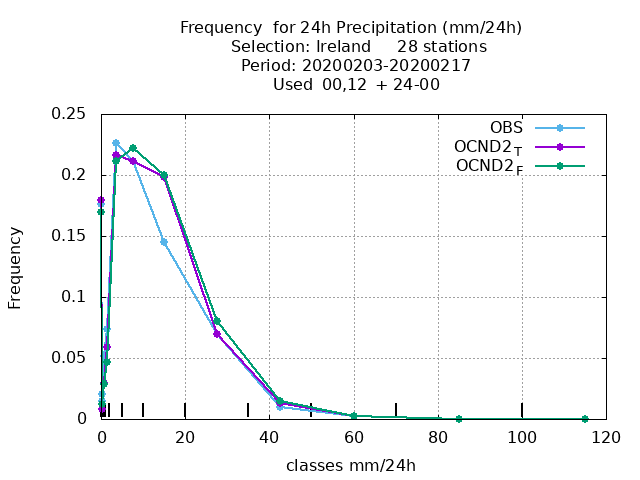 Frequency  for 24h Precipitation (mm/24h)
Selection: Ireland     28 stations
Period: 20200203-20200217
Used  00,12  + 24-00
OBS
OCND2T
OCND2F
Frequency
0.25
0.2
0.15
0.1
0.05
0
0 20 40 60 80 100 120
classes mm/24h